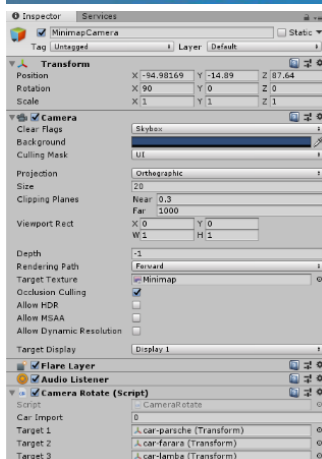 Inspector Services
MinimapCamera Static
Tag Untagged Layer Default
Transform
Position X -94.98169 Y -14.89 Z 87.64
Rotation X 90 Y 0 Z 0
Scale X 1 Y 1 Z 1
Camera
Clear Flags Skybox
Background
Culling Mask UI
Projection Orthographic
Size 20
Clipping Planes Near 0.3
Far 1000
Viewport Rect X 0 Y 0
W 1 H 1
Depth -1
Rendering Path Forward
Target Texture Minimap
Occlusion Culling
Allow HDR
Allow MSAA
Allow Dynamic Resolution
Target Display Display 1
Flare Layer
Audio Listener
Camera Rotate (Script)
Script CameraRotate
Car Import 0
Target 1 car-parsche (Transform)
Target 2 car-farara (Transform)
Target 3 car-lamba (Transform)